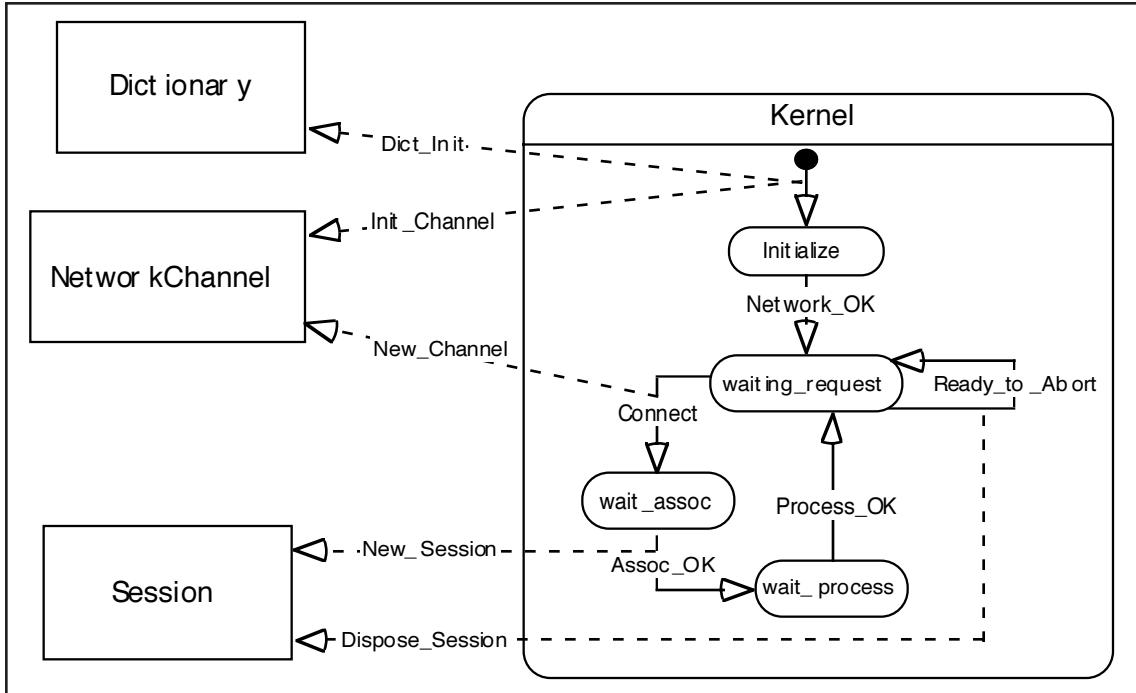 Dictionary
Kernel
Dict_Init
Init_Channel
Initialize
NetworkChannel
Network_OK
New_Channel
waiting_request
Ready_to_Abort
Connect
wait_assoc
Process_OK
New_Session
Assoc_OK
wait_process
Session
Dispose_Session